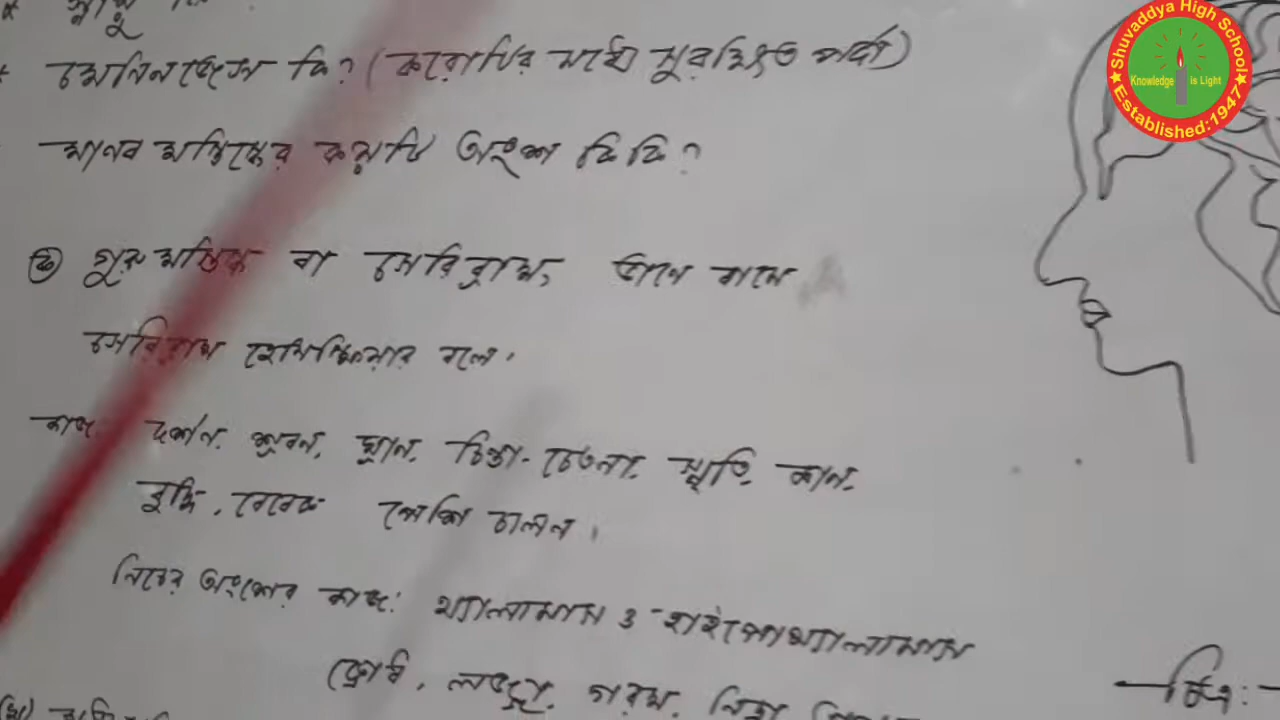 মেনিনজেস কি? (করোটির মধ্যে সুরক্ষিত পর্দা)
মানব মস্তিষ্কের কয়টি অংশ কি কি?
গুরু মস্তিষ্ক বা সেরিব্রাম, ডানে বামে
সেরিব্রাম হেমিস্ফিয়ার বলে।
কাজ: দর্শন, শ্রবন, ঘ্রান, চিন্তা-চেতনা, স্মৃতি, জ্ঞান,
বুদ্ধি, বিবেক পেশি চালন।
নিচের অংশের কাজ: থ্যালামাস ও হাইপোথ্যালামাস
ক্রোধ, লজ্জা, গরম, নিদ্রা
চিত্র:
Shuvaddya High School
Knowledge is Light
Established:1947